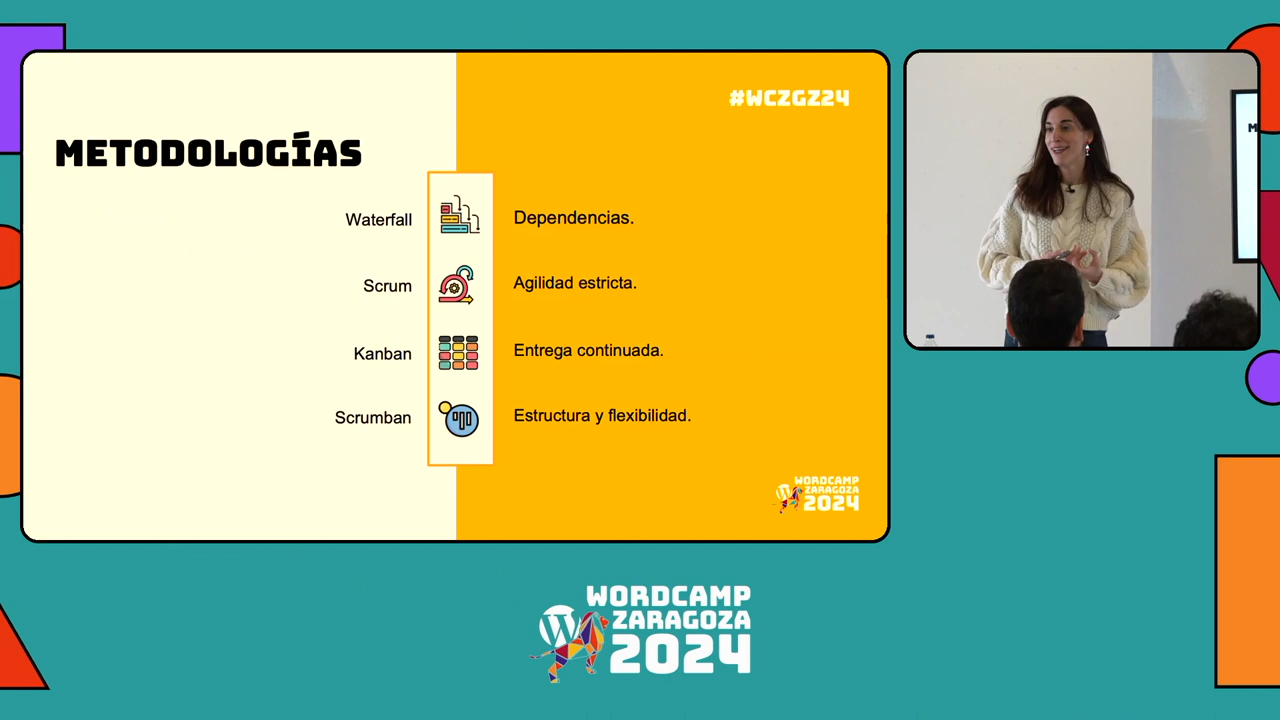 #WCZGZ24
METODOLOGÍAS
Waterfall
Dependencias.
Scrum
Agilidad estricta.
Kanban
Entrega continuada.
Scrumban
Estructura y flexibilidad.
WORDCAMP
ZARAGOZA
2024
M
WORDCAMP
ZARAGOZA
2024